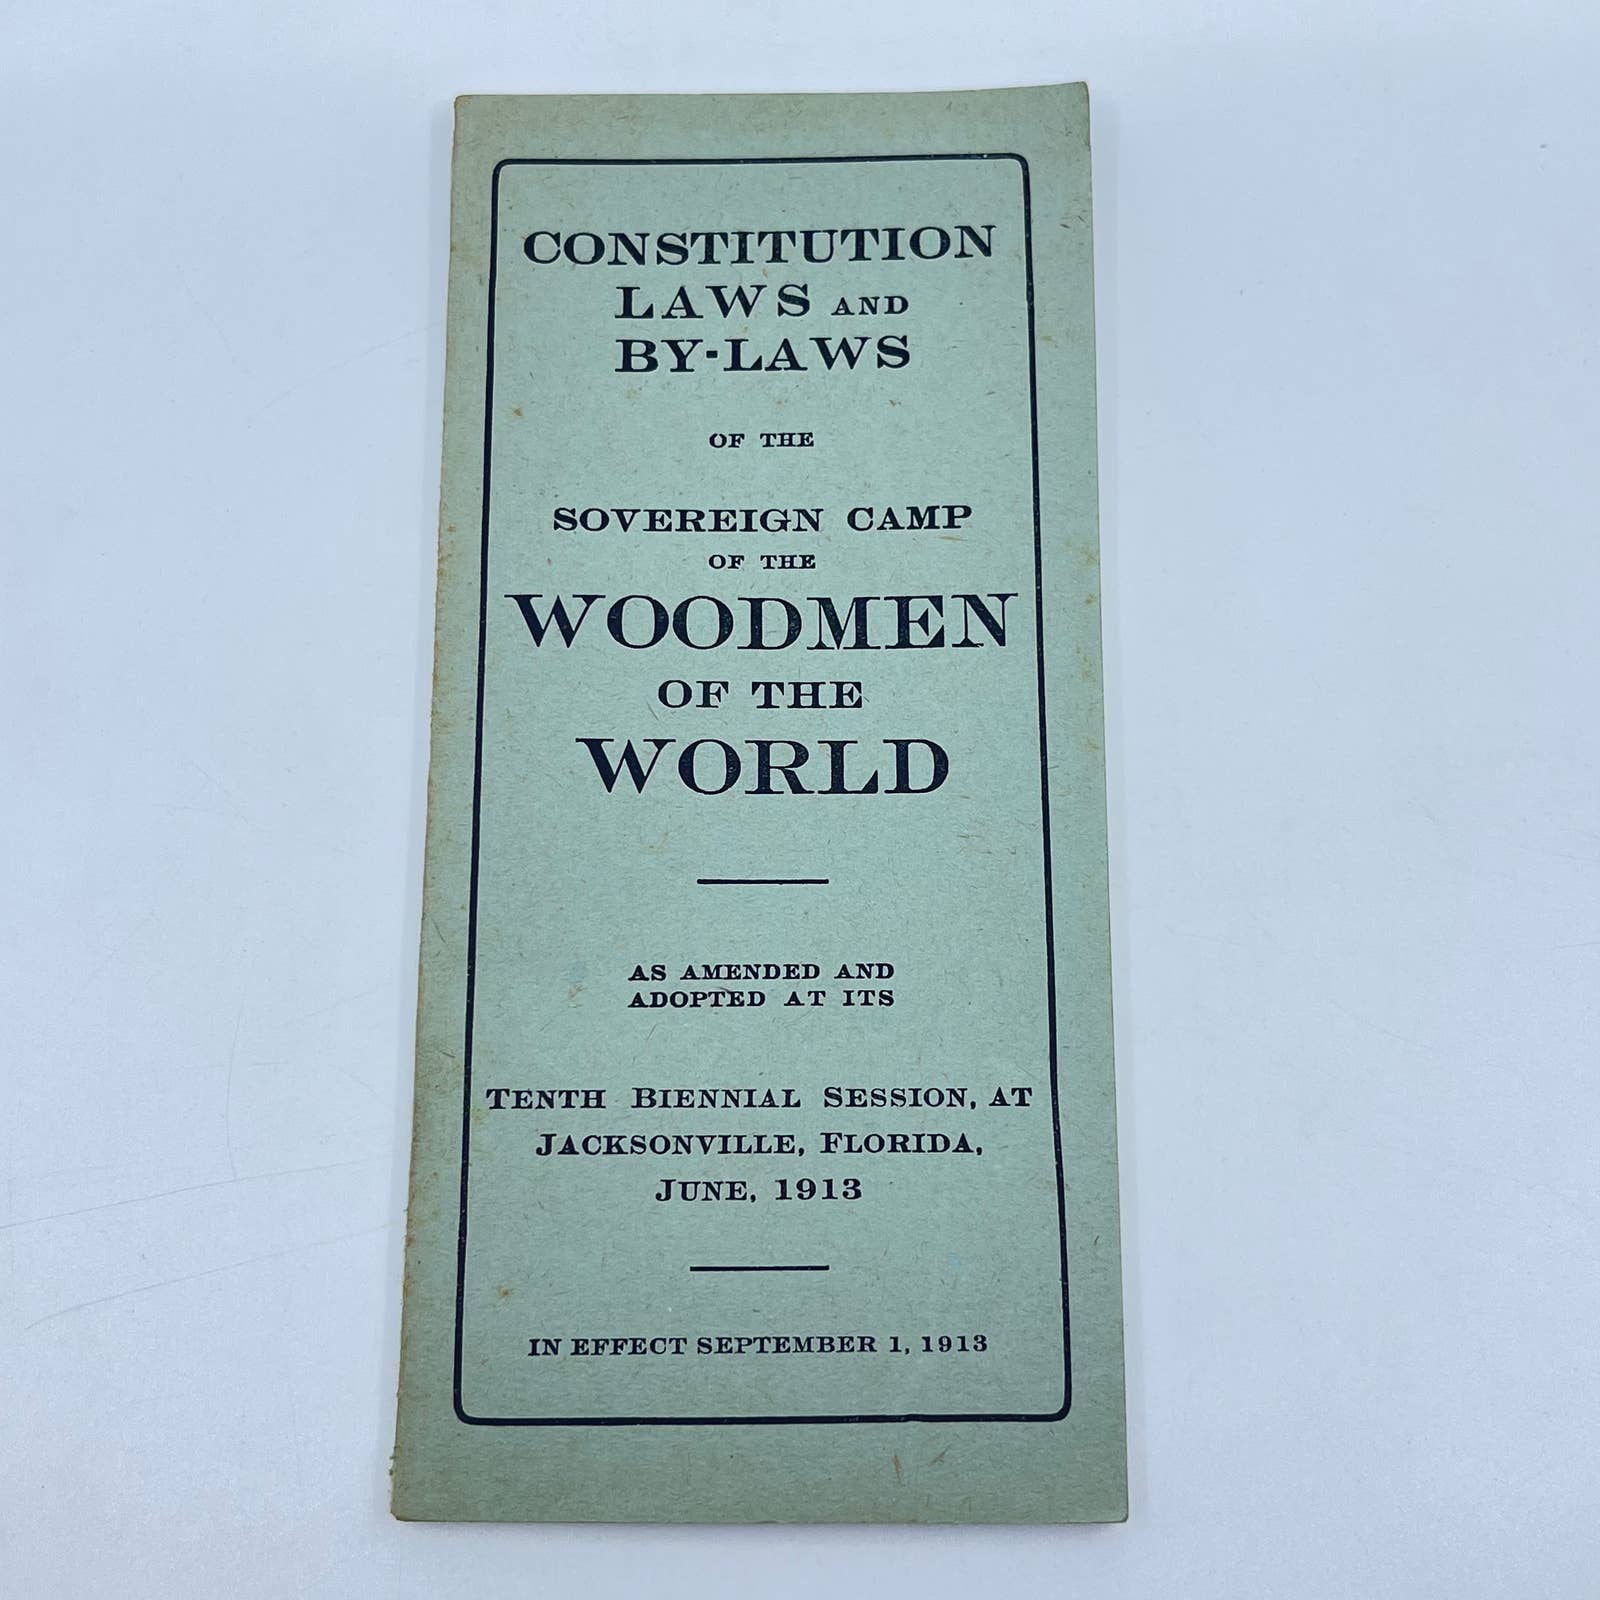 CONSTITUTION
LAWS AND
BY-LAWS
OF THE
SOVEREIGN CAMP
OF THE
WOODMEN
OF THE
WORLD
AS AMENDED AND
ADOPTED AT ITS
TENTH BIENNIAL SESSION, AT
JACKSONVILLE, FLORIDA,
JUNE, 1913
IN EFFECT SEPTEMBER 1, 1913